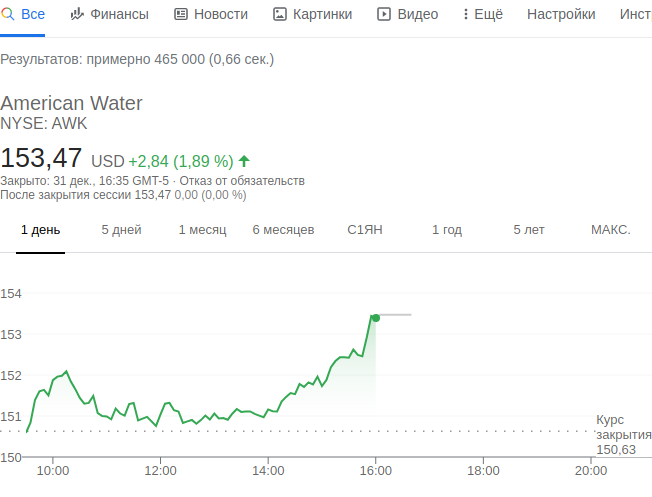 Все Финансы Новости Картинки Видео Ещё Настройки Инст
Результатов: примерно 465 000 (0,66 сек.)
American Water
NYSE: AWK
153,47 USD +2,84 (1,89 %)
Закрыто: 31 дек., 16:35 GMT-5 · Отказ от обязательств
После закрытия сессии 153,47 0,00 (0,00 %)
1 день 5 дней 1 месяц 6 месяцев С1ЯН 1 год 5 лет МАКС.
154
153
152
151
150
Курс
закрытия
150,63
10:00 12:00 14:00 16:00 18:00 20:00